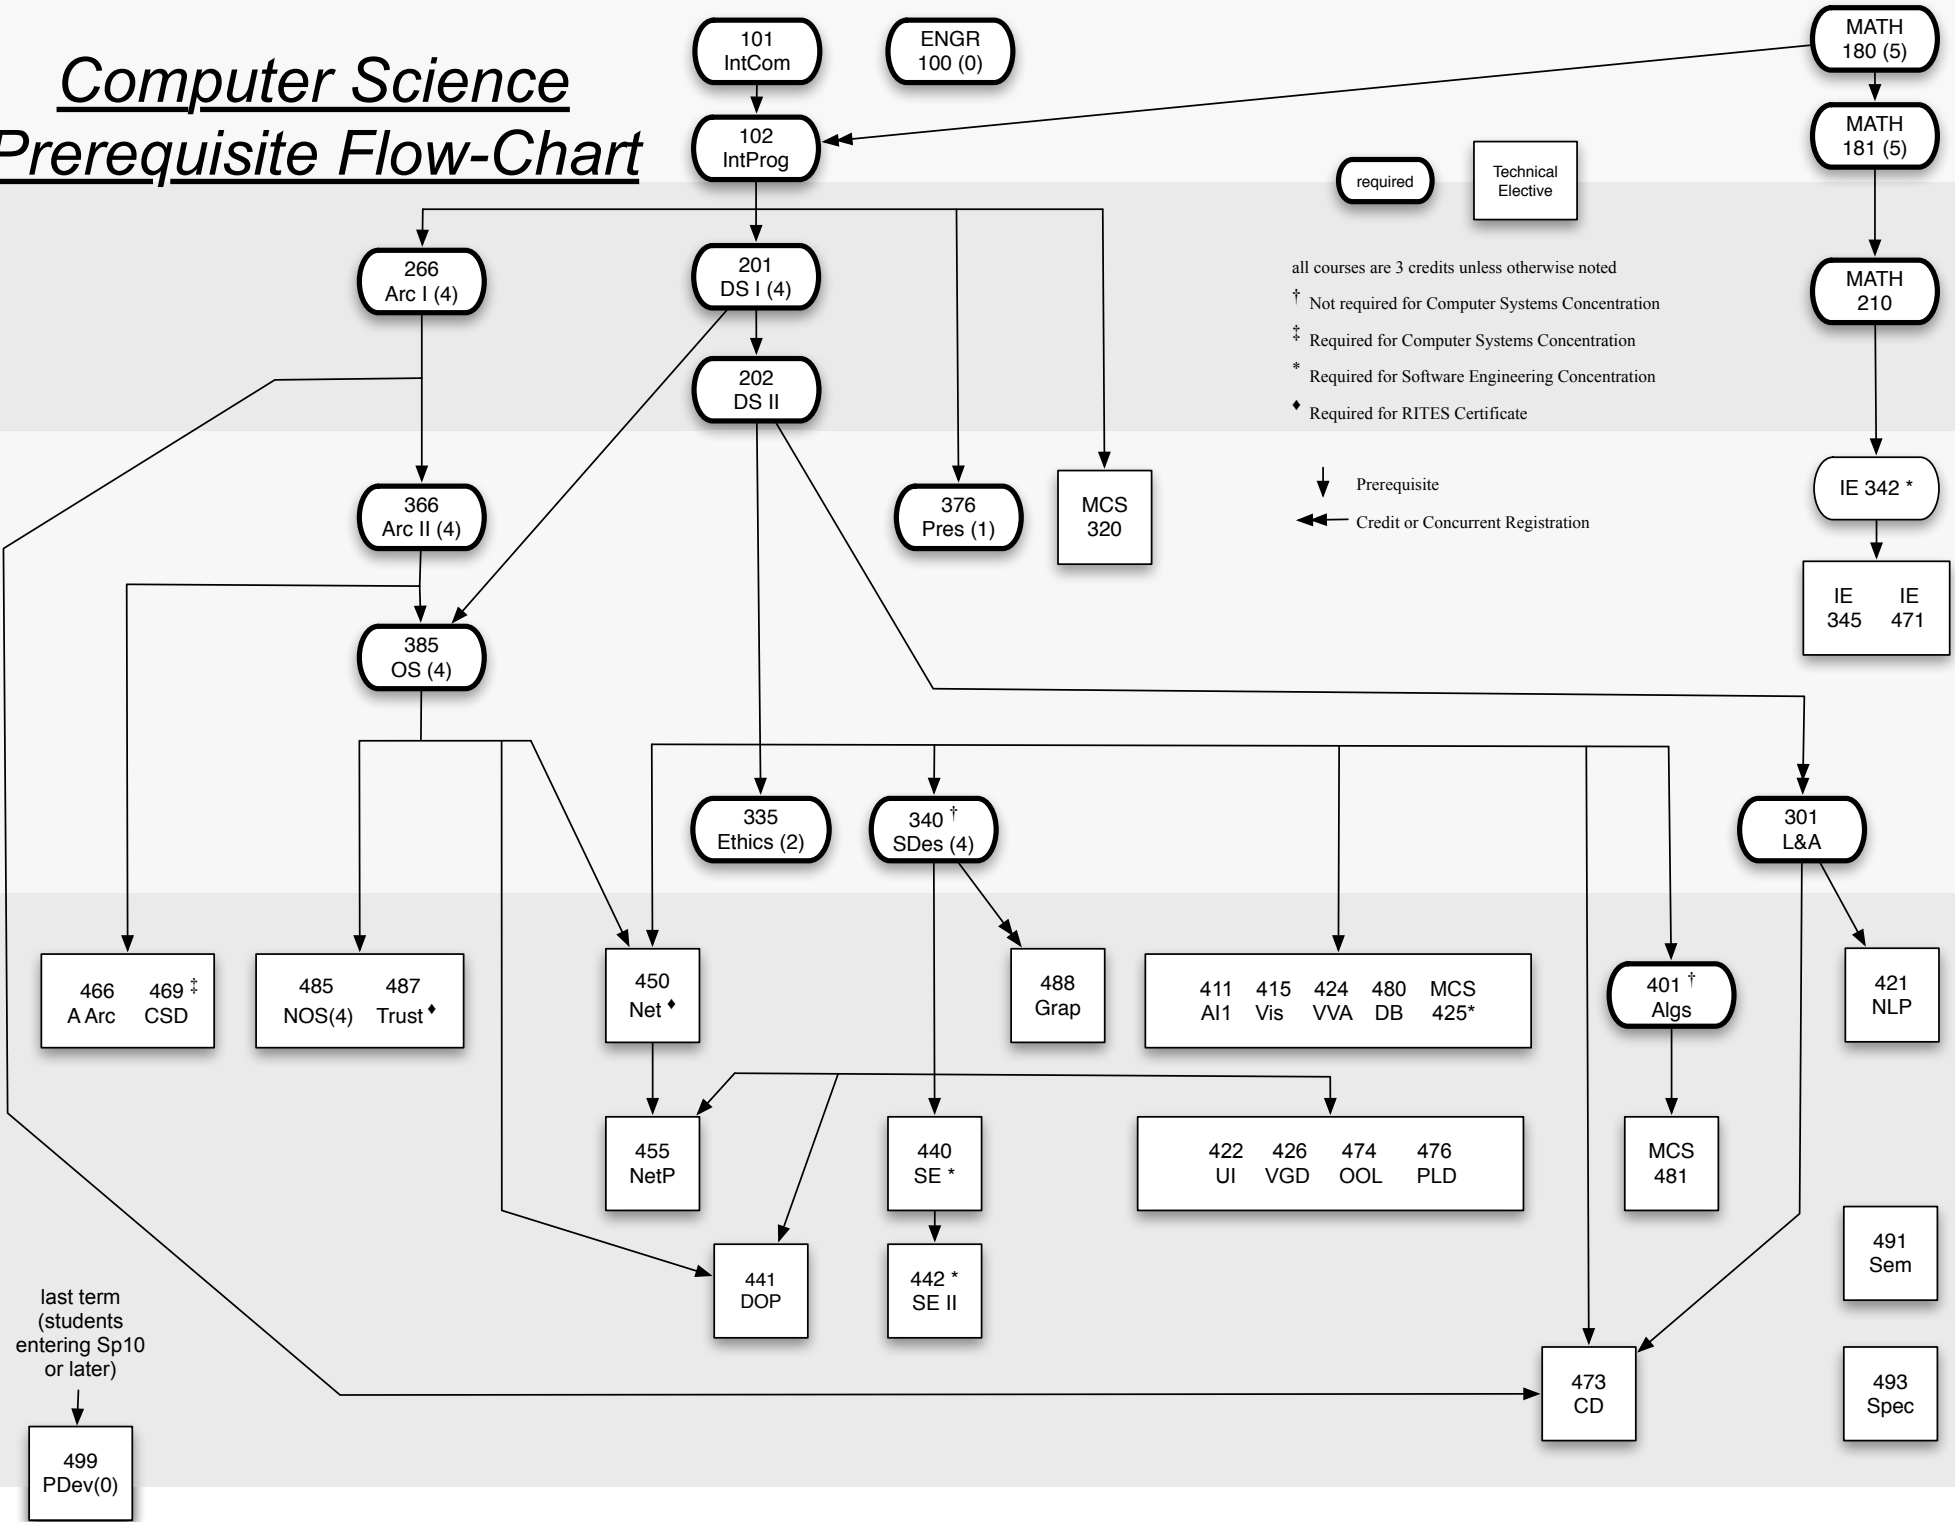 Computer Science
Prerequisite Flow-Chart
101
IntCom
ENGR
100 (0)
MATH
180 (5)
102
IntProg
MATH
181 (5)
required
Technical
Elective
266
Arc I (4)
201
DS I (4)
MATH
210
all courses are 3 credits unless otherwise noted
† Not required for Computer Systems Concentration
‡ Required for Computer Systems Concentration
* Required for Software Engineering Concentration
♦ Required for RITES Certificate
202
DS II
366
Arc II (4)
376
Pres (1)
MCS
320
Prerequisite
Credit or Concurrent Registration
IE 342 *
IE IE
345 471
385
OS (4)
335
Ethics (2)
340 †
SDes (4)
301
L&A
466 469 ‡
A Arc CSD
485 487
NOS(4) Trust ♦
450
Net ♦
488
Grap
411 415 424 480 MCS
AI1 Vis VVA DB 425*
401 †
Algs
421
NLP
455
NetP
440
SE *
422 426 474 476
UI VGD OOL PLD
MCS
481
441
DOP
442 *
SE II
491
Sem
last term
(students
entering Sp10
or later)
473
CD
493
Spec
499
PDev(0)